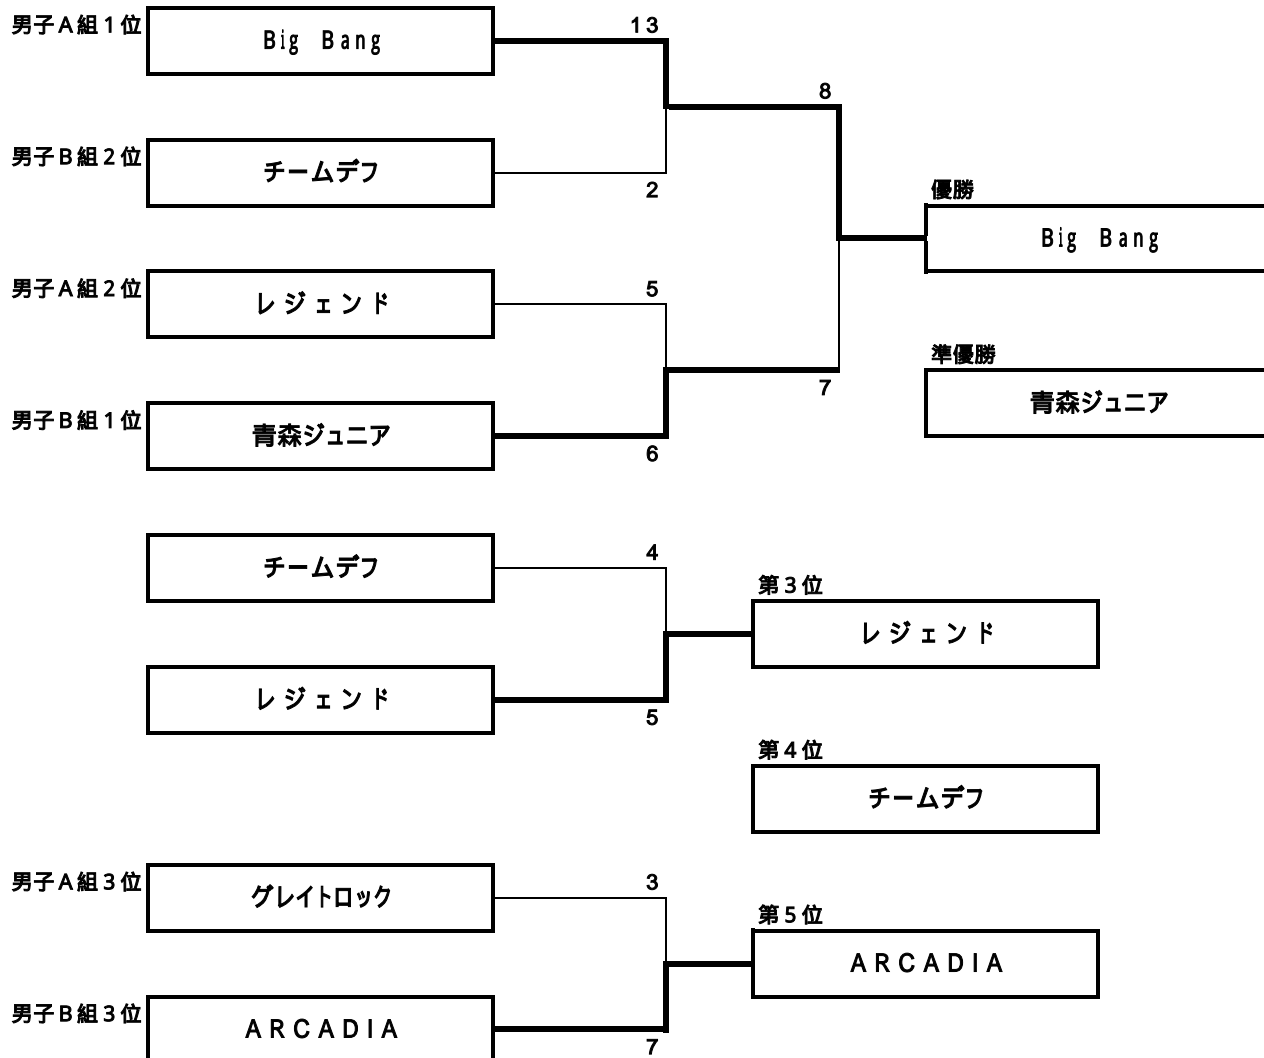 男子Ａ組１位
Big Bang
13
8
男子Ｂ組２位
チームデフ
2
優勝
Big Bang
男子Ａ組２位
レジェンド
5
準優勝
青森ジュニア
7
男子Ｂ組１位
青森ジュニア
6
チームデフ
4
第３位
レジェンド
レジェンド
5
第４位
チームデフ
男子Ａ組３位
グレイトロック
3
第５位
ＡＲＣＡＤＩＡ
男子Ｂ組３位
ＡＲＣＡＤＩＡ
7